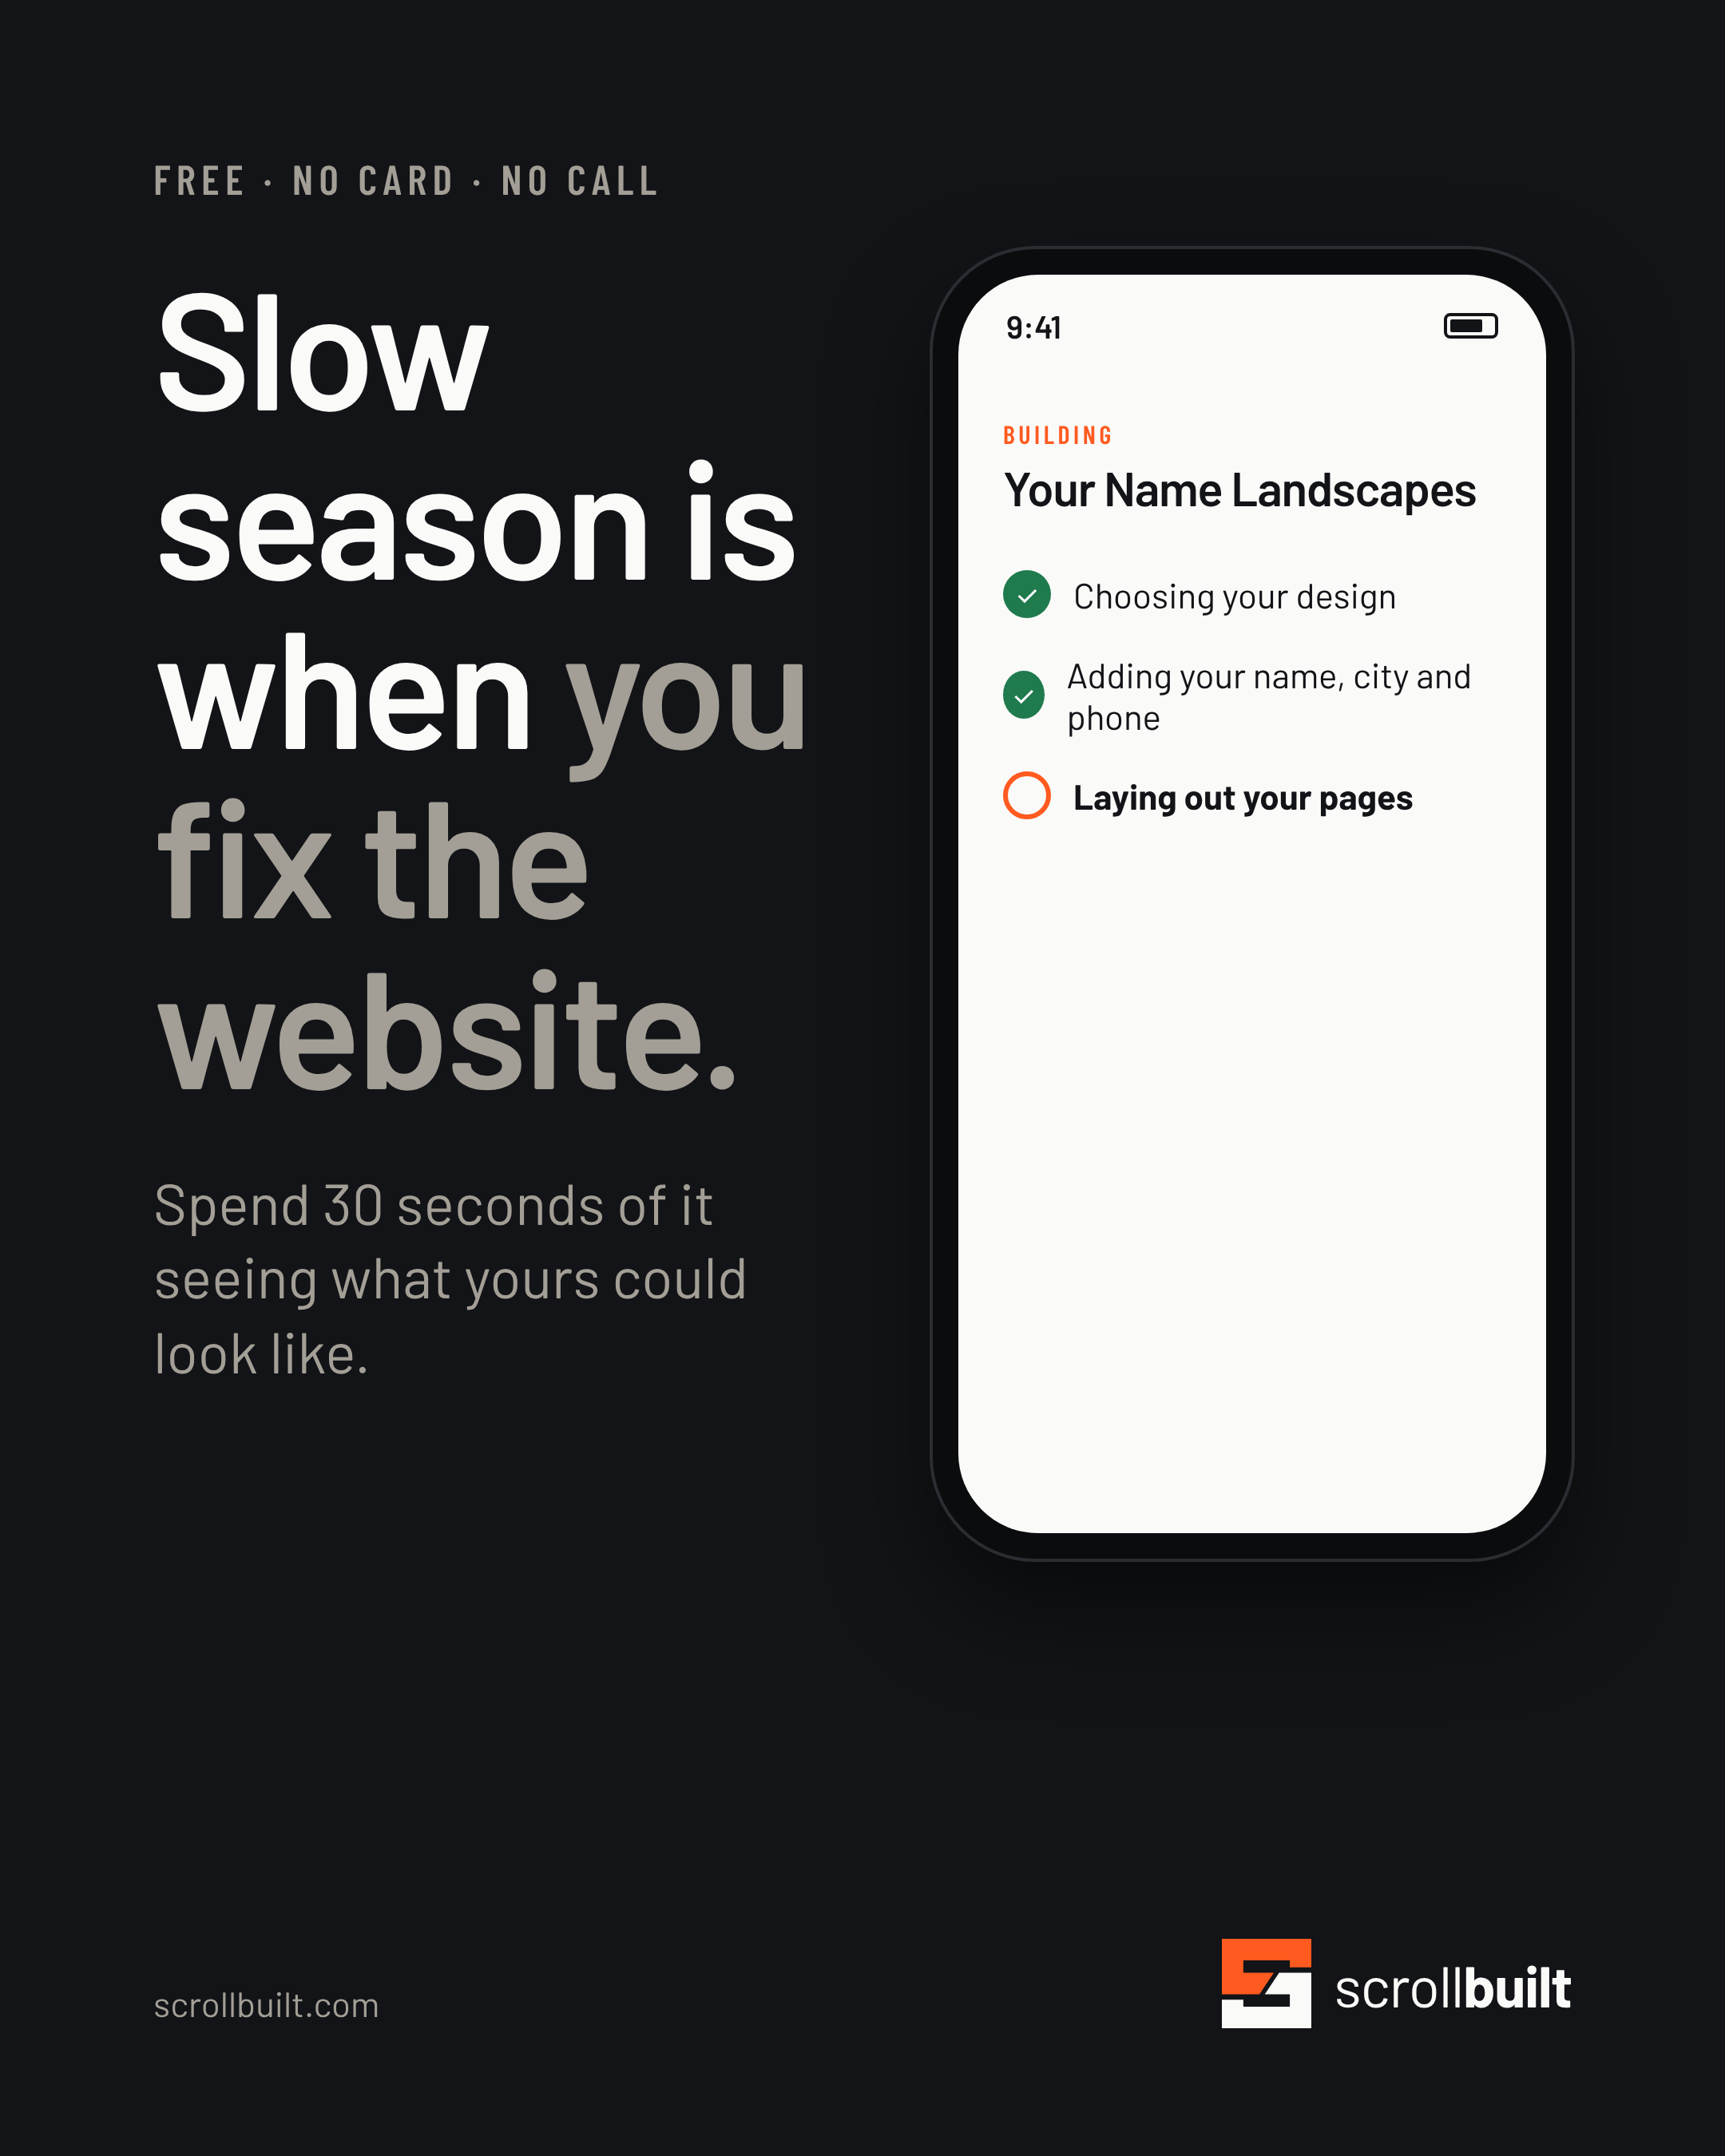 FREE · NO CARD · NO CALL
Slow
season is
when you
fix the
website.
Spend 30 seconds of it
seeing what yours could
look like.
9:41
BUILDING
Your Name Landscapes
Choosing your design
Adding your name, city and
phone
Laying out your pages
scrollbuilt.com
scrollbuilt